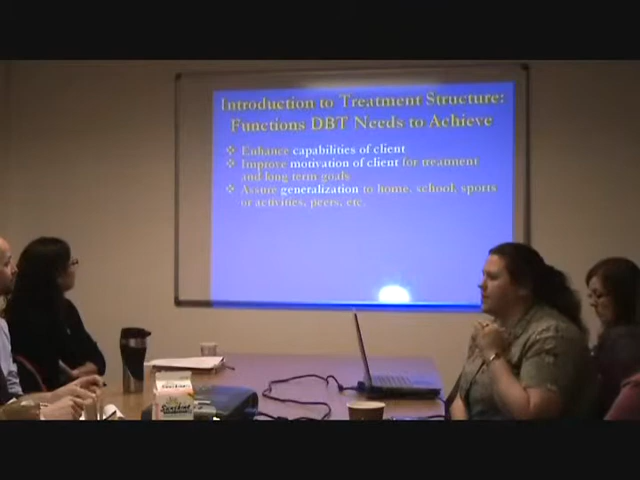 Introduction to Treatment Structure:
Functions DBT Needs to Achieve
❖ Enhance capabilities of client
❖ Improve motivation of client for treatment
and long term goals
❖ Assure generalization to home, school, sports
or activities, peers, etc.
Sunshine